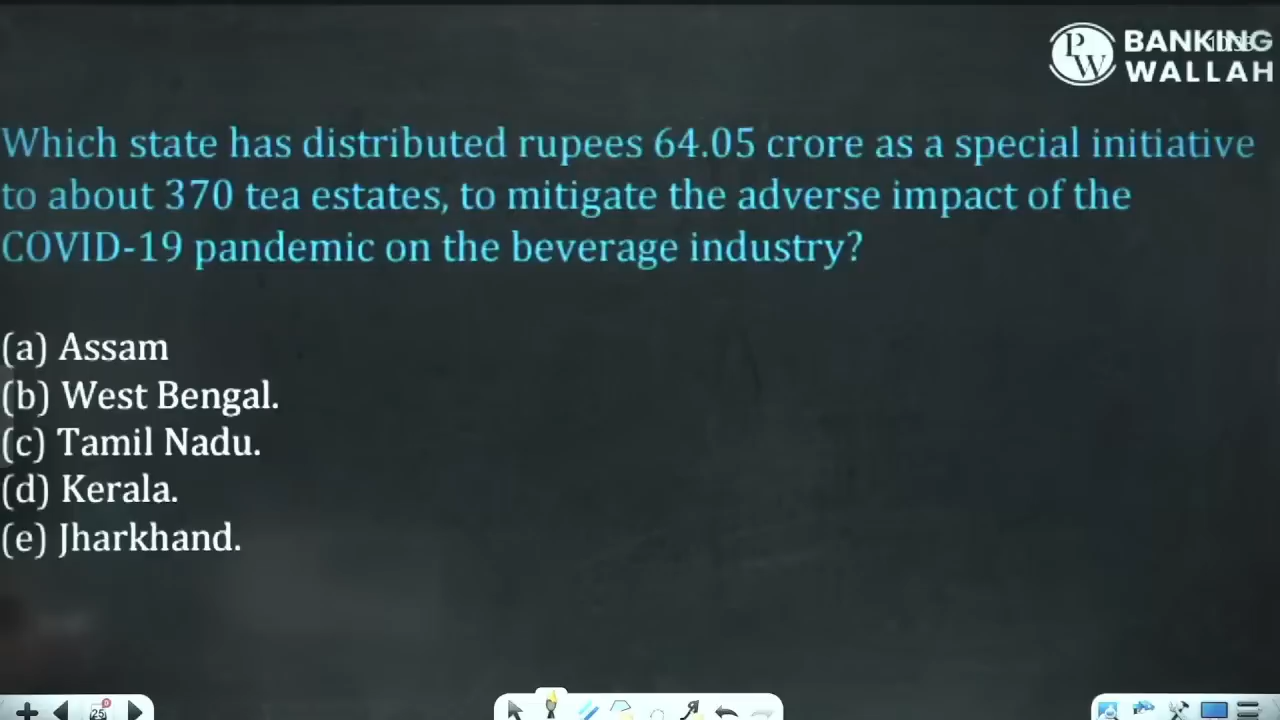 PW BANKING
WALLAH
Which state has distributed rupees 64.05 crore as a special initiative
to about 370 tea estates, to mitigate the adverse impact of the
COVID-19 pandemic on the beverage industry?
(a) Assam
(b) West Bengal.
(c) Tamil Nadu.
(d) Kerala.
(e) Jharkhand.
25